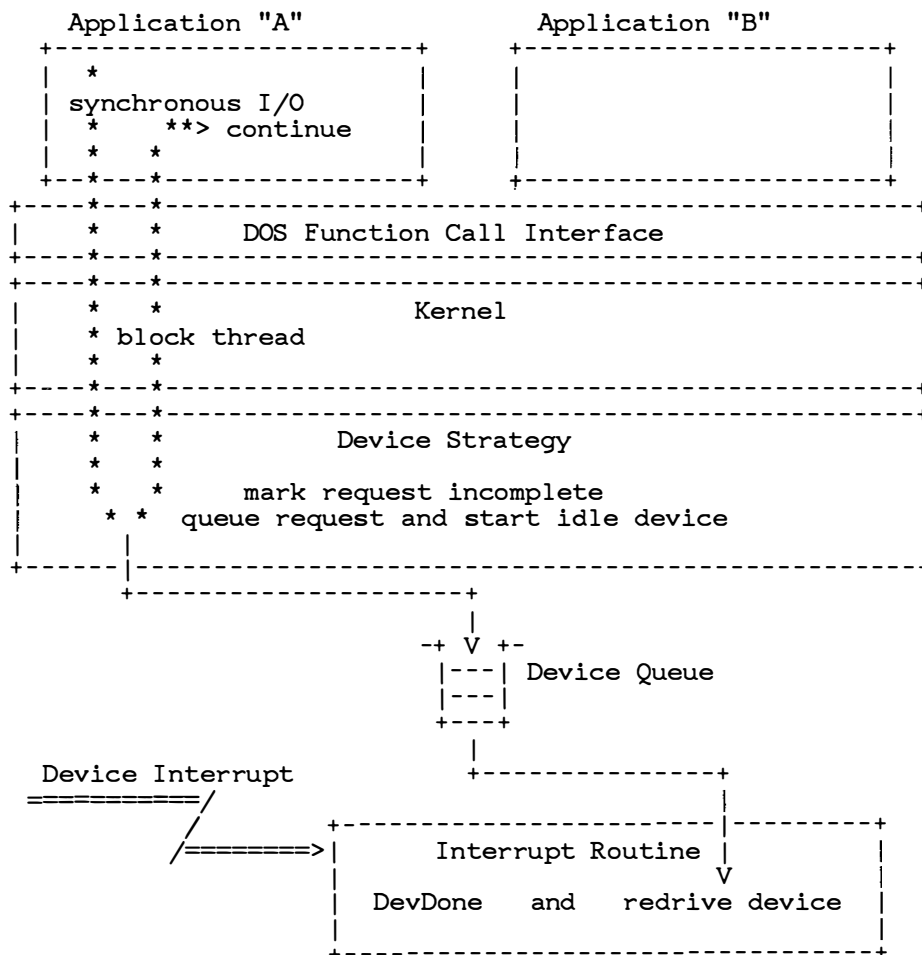 Application "A" Application "B"
synchronous I/O
**> continue
DOS Function Call Interface
Kernel
block thread
Device Strategy
mark request incomplete
queue request and start idle device
V
Device Queue
Device Interrupt
Interrupt Routine
V
DevDone and redrive device